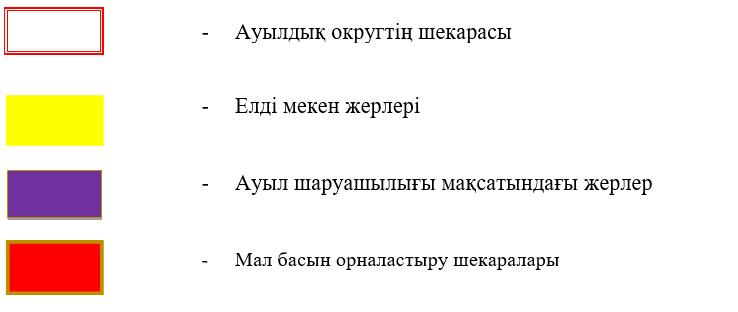 - Ауылдық округтің шекарасы
- Елді мекен жерлері
- Ауыл шаруашылығы мақсатындағы жерлер
- Мал басын орналастыру шекаралары